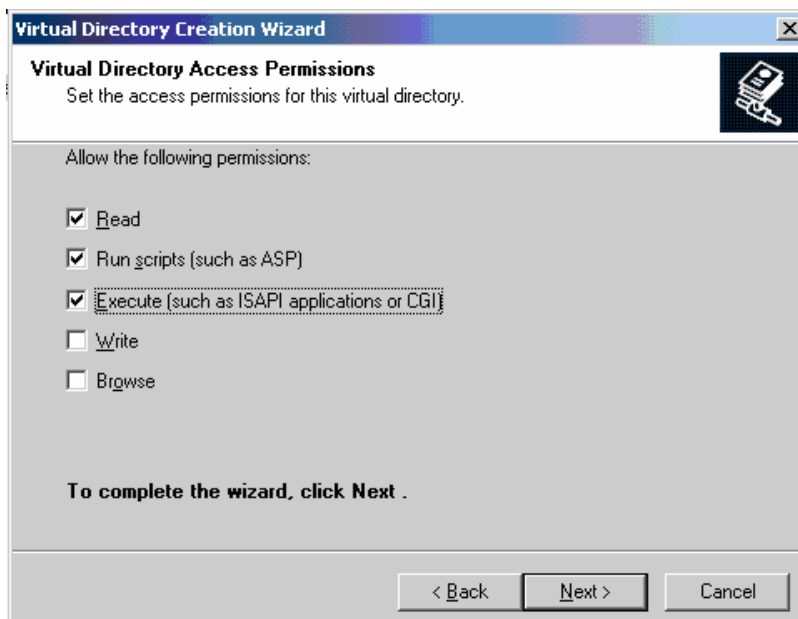 Virtual Directory Creation Wizard
Virtual Directory Access Permissions
Set the access permissions for this virtual directory.
Allow the following permissions:
Read
Run scripts (such as ASP)
Execute (such as ISAPI applications or CGI)
Write
Browse
To complete the wizard, click Next .
< Back Next > Cancel